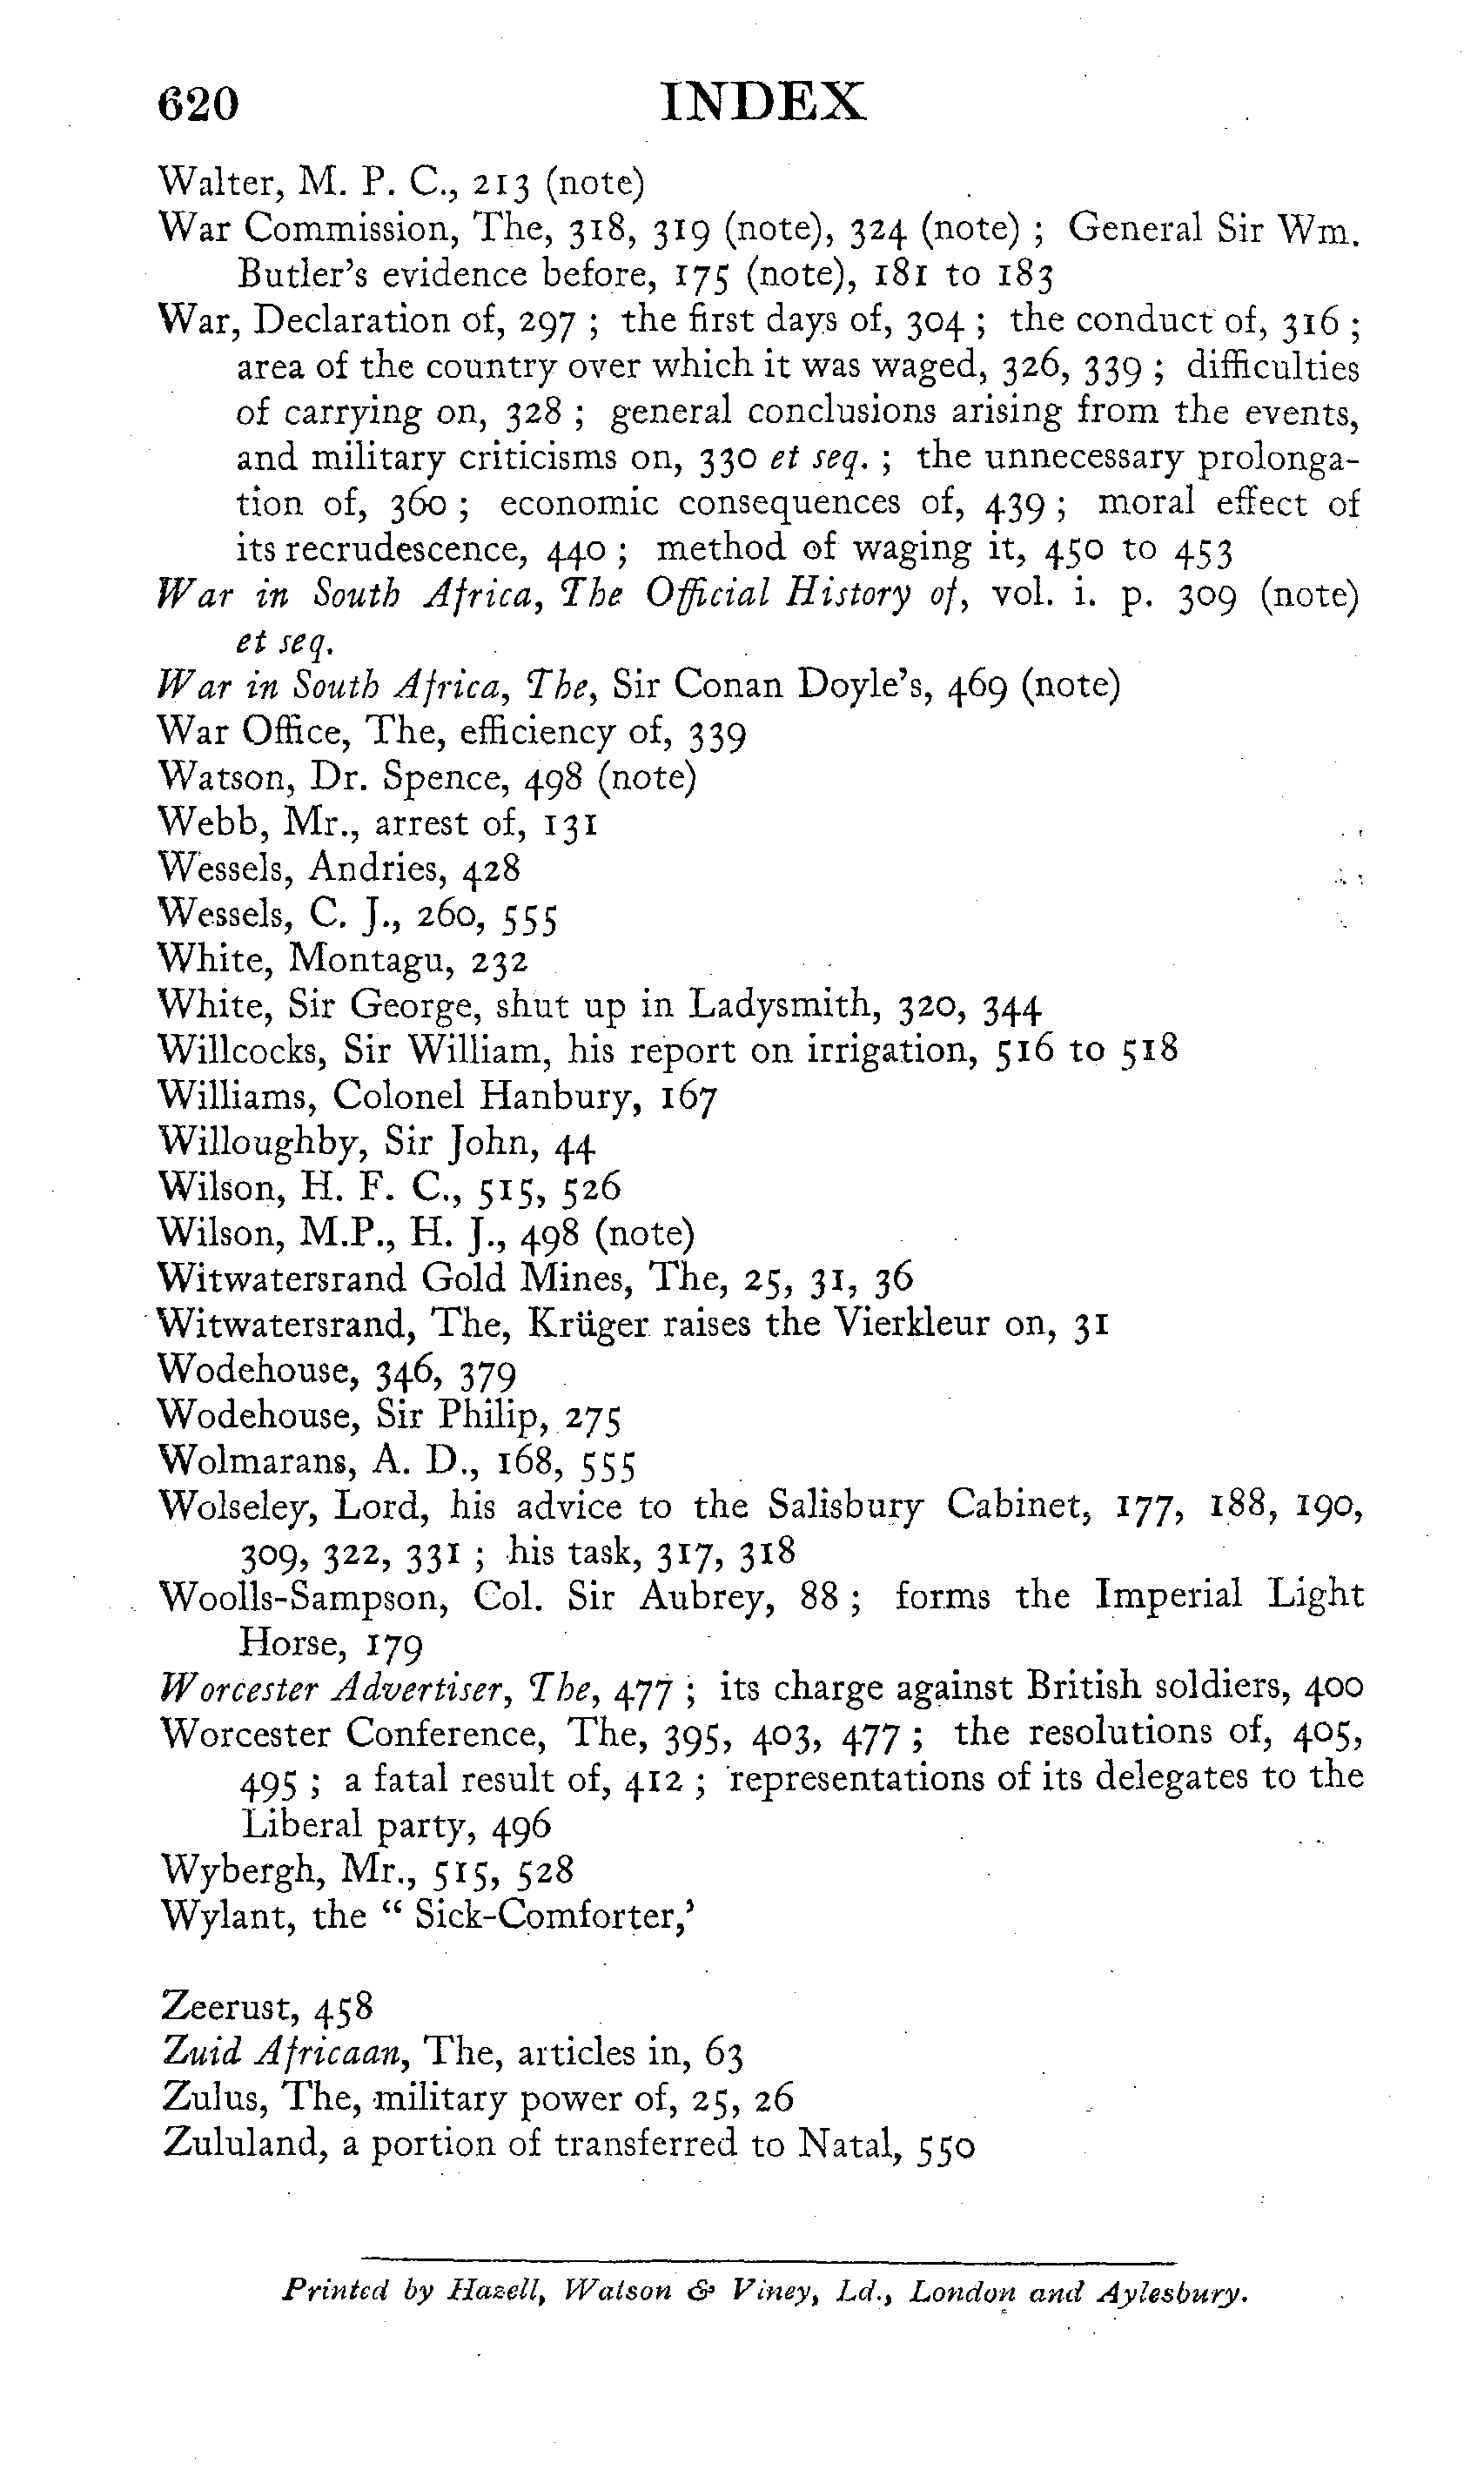 620 INDEX
Walter, M. P. C., 213 (note)
War Commission, The, 318, 319 (note), 324 (note) ; General Sir Wm.
Butler's evidence before, 175 (note), 181 to 183
War, Declaration of, 297 ; the first days of, 304 ; the conduct of, 316 ;
area of the country over which it was waged, 326, 339 ; difficulties
of carrying on, 328 ; general conclusions arising from the events,
and military criticisms on, 330 et seq. ; the unnecessary prolonga-
tion of, 360 ; economic consequences of, 439 ; moral effect of
its recrudescence, 440 ; method of waging it, 450 to 453
War in South Africa, The Official History of, vol. i. p. 309 (note)
et seq.
War in South Africa, The, Sir Conan Doyle's, 469 (note)
War Office, The, efficiency of, 339
Watson, Dr. Spence, 498 (note)
Webb, Mr., arrest of, 131
Wessels, Andries, 428
Wessels, C. J., 260, 555
White, Montagu, 232
White, Sir George, shut up in Ladysmith, 320, 344
Willcocks, Sir William, his report on irrigation, 516 to 518
Williams, Colonel Hanbury, 167
Willoughby, Sir John, 44
Wilson, H. F. C., 515, 526
Wilson, M.P., H. J., 498 (note)
Witwatersrand Gold Mines, The, 25, 31, 36
Witwatersrand, The, Krüger raises the Vierkleur on, 31
Wodehouse, 346, 379
Wodehouse, Sir Philip, 275
Wolmarans, A. D., 168, 555
Wolseley, Lord, his advice to the Salisbury Cabinet, 177, 188, 190,
309, 322, 331 ; his task, 317, 318
Woolls-Sampson, Col. Sir Aubrey, 88 ; forms the Imperial Light
Horse, 179
Worcester Advertiser, The, 477 ; its charge against British soldiers, 400
Worcester Conference, The, 395, 403, 477 ; the resolutions of, 405,
495 ; a fatal result of, 412 ; representations of its delegates to the
Liberal party, 496
Wybergh, Mr., 515, 528
Wylant, the “ Sick-Comforter,’
Zeerust, 458
Zuid Africaan, The, articles in, 63
Zulus, The, military power of, 25, 26
Zululand, a portion of transferred to Natal, 550
Printed by Hazell, Watson & Viney, Ld., London and Aylesbury.